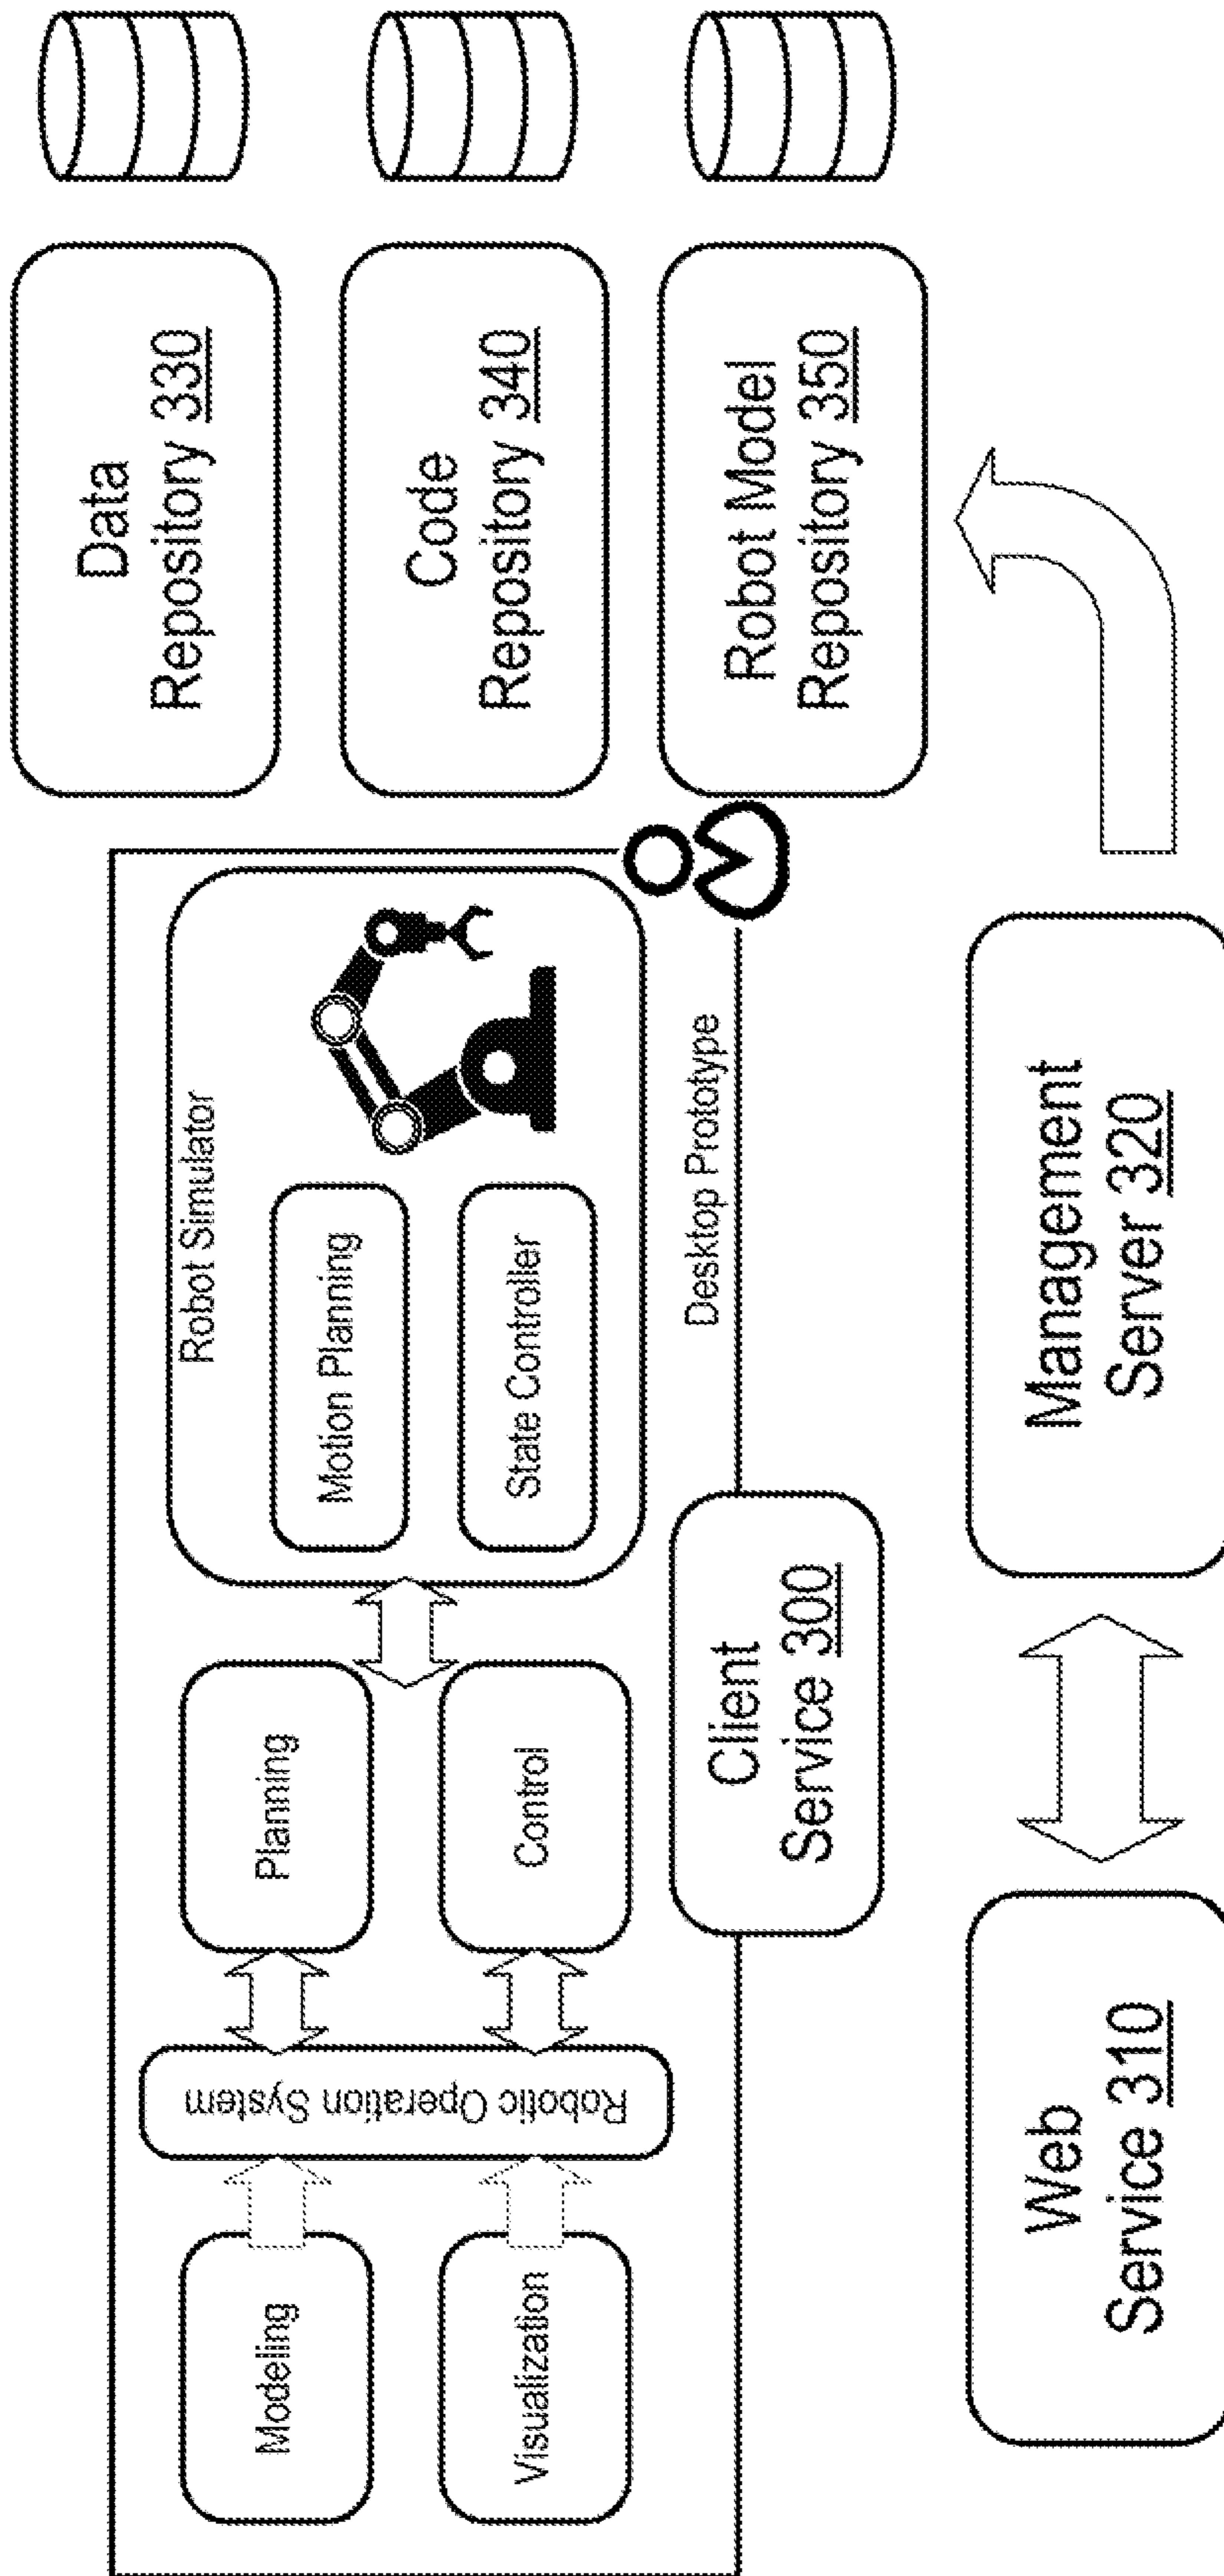 Robot Simulator
Modeling
Planning
Motion Planning
Robotic Operation System
Visualization
Control
State Controller
Desktop Prototype
Client
Service 300
Data
Repository 330
Code
Repository 340
Robot Model
Repository 350
Web
Service 310
Management
Server 320